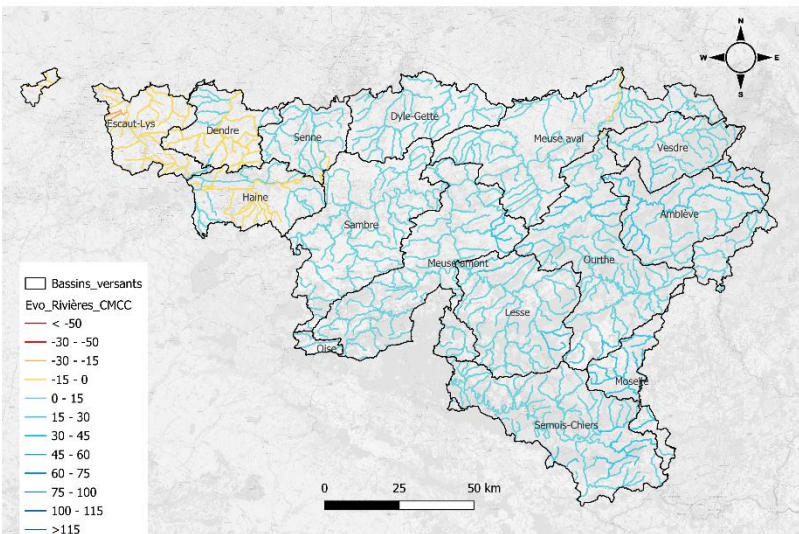 N
W E
S
Escaut-Lys
Dendre
Senne
Dyle-Gette
Meuse aval
Vesdre
Haine
Sambre
Amblève
Meuse amont
Ourthe
Lesse
Oise
Moselle
Semois-Chiers
Bassins_versants
Evo_Rivières_CMCC
< -50
-30 - -50
-30 - -15
-15 - 0
0 - 15
15 - 30
30 - 45
45 - 60
60 - 75
75 - 100
100 - 115
>115
0 25 50 km